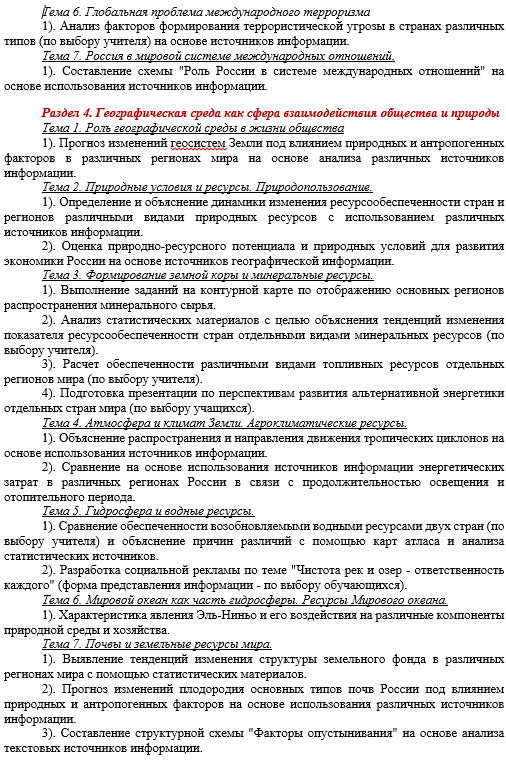 Тема 6. Глобальная проблема международного терроризма
1). Анализ факторов формирования террористической угрозы в странах различных
типов (по выбору учителя) на основе источников информации.
Тема 7. Россия в мировой системе международных отношений.
1). Составление схемы "Роль России в системе международных отношений" на
основе использования источников информации.
Раздел 4. Географическая среда как сфера взаимодействия общества и природы
Тема 1. Роль географической среды в жизни общества
1). Прогноз изменений геосистем Земли под влиянием природных и антропогенных
факторов в различных регионах мира на основе анализа различных источников
информации.
Тема 2. Природные условия и ресурсы. Природопользование.
1). Определение и объяснение динамики изменения ресурсообеспеченности стран и
регионов различными видами природных ресурсов с использованием различных
источников информации.
2). Оценка природно-ресурсного потенциала и природных условий для развития
экономики России на основе источников географической информации.
Тема 3. Формирование земной коры и минеральные ресурсы.
1). Выполнение заданий на контурной карте по отображению основных регионов
распространения минерального сырья.
2). Анализ статистических материалов с целью объяснения тенденций изменения
показателя ресурсообеспеченности стран отдельными видами минеральных ресурсов (по
выбору учителя).
3). Расчет обеспеченности различными видами топливных ресурсов отдельных
регионов мира (по выбору учителя).
4). Подготовка презентации по перспективам развития альтернативной энергетики
отдельных стран мира (по выбору учащихся).
Тема 4. Атмосфера и климат Земли. Агроклиматические ресурсы.
1). Объяснение распространения и направления движения тропических циклонов на
основе использования источников информации.
2). Сравнение на основе использования источников информации энергетических
затрат в различных регионах России в связи с продолжительностью освещения и
отопительного периода.
Тема 5. Гидросфера и водные ресурсы.
1). Сравнение обеспеченности возобновляемыми водными ресурсами двух стран (по
выбору учителя) и объяснение причин различий с помощью карт атласа и анализа
статистических источников.
2). Разработка социальной рекламы по теме "Чистота рек и озер - ответственность
каждого" (форма представления информации - по выбору обучающихся).
Тема 6. Мировой океан как часть гидросферы. Ресурсы Мирового океана.
1). Характеристика явления Эль-Ниньо и его воздействия на различные компоненты
природной среды и хозяйства.
Тема 7. Почвы и земельные ресурсы мира.
1). Выявление тенденций изменения структуры земельного фонда в различных
регионах мира с помощью статистических материалов.
2). Прогноз изменений плодородия основных типов почв России под влиянием
природных и антропогенных факторов на основе использования различных источников
информации.
3). Составление структурной схемы "Факторы опустынивания" на основе анализа
текстовых источников информации.